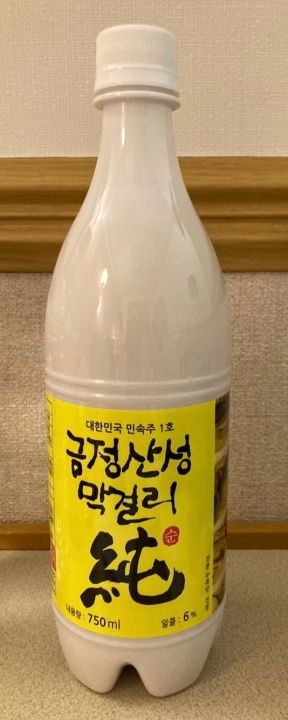 대한민국 민속주 1호
금정산성
막걸리
純
순
내용량 : 750ml
알콜 : 6%